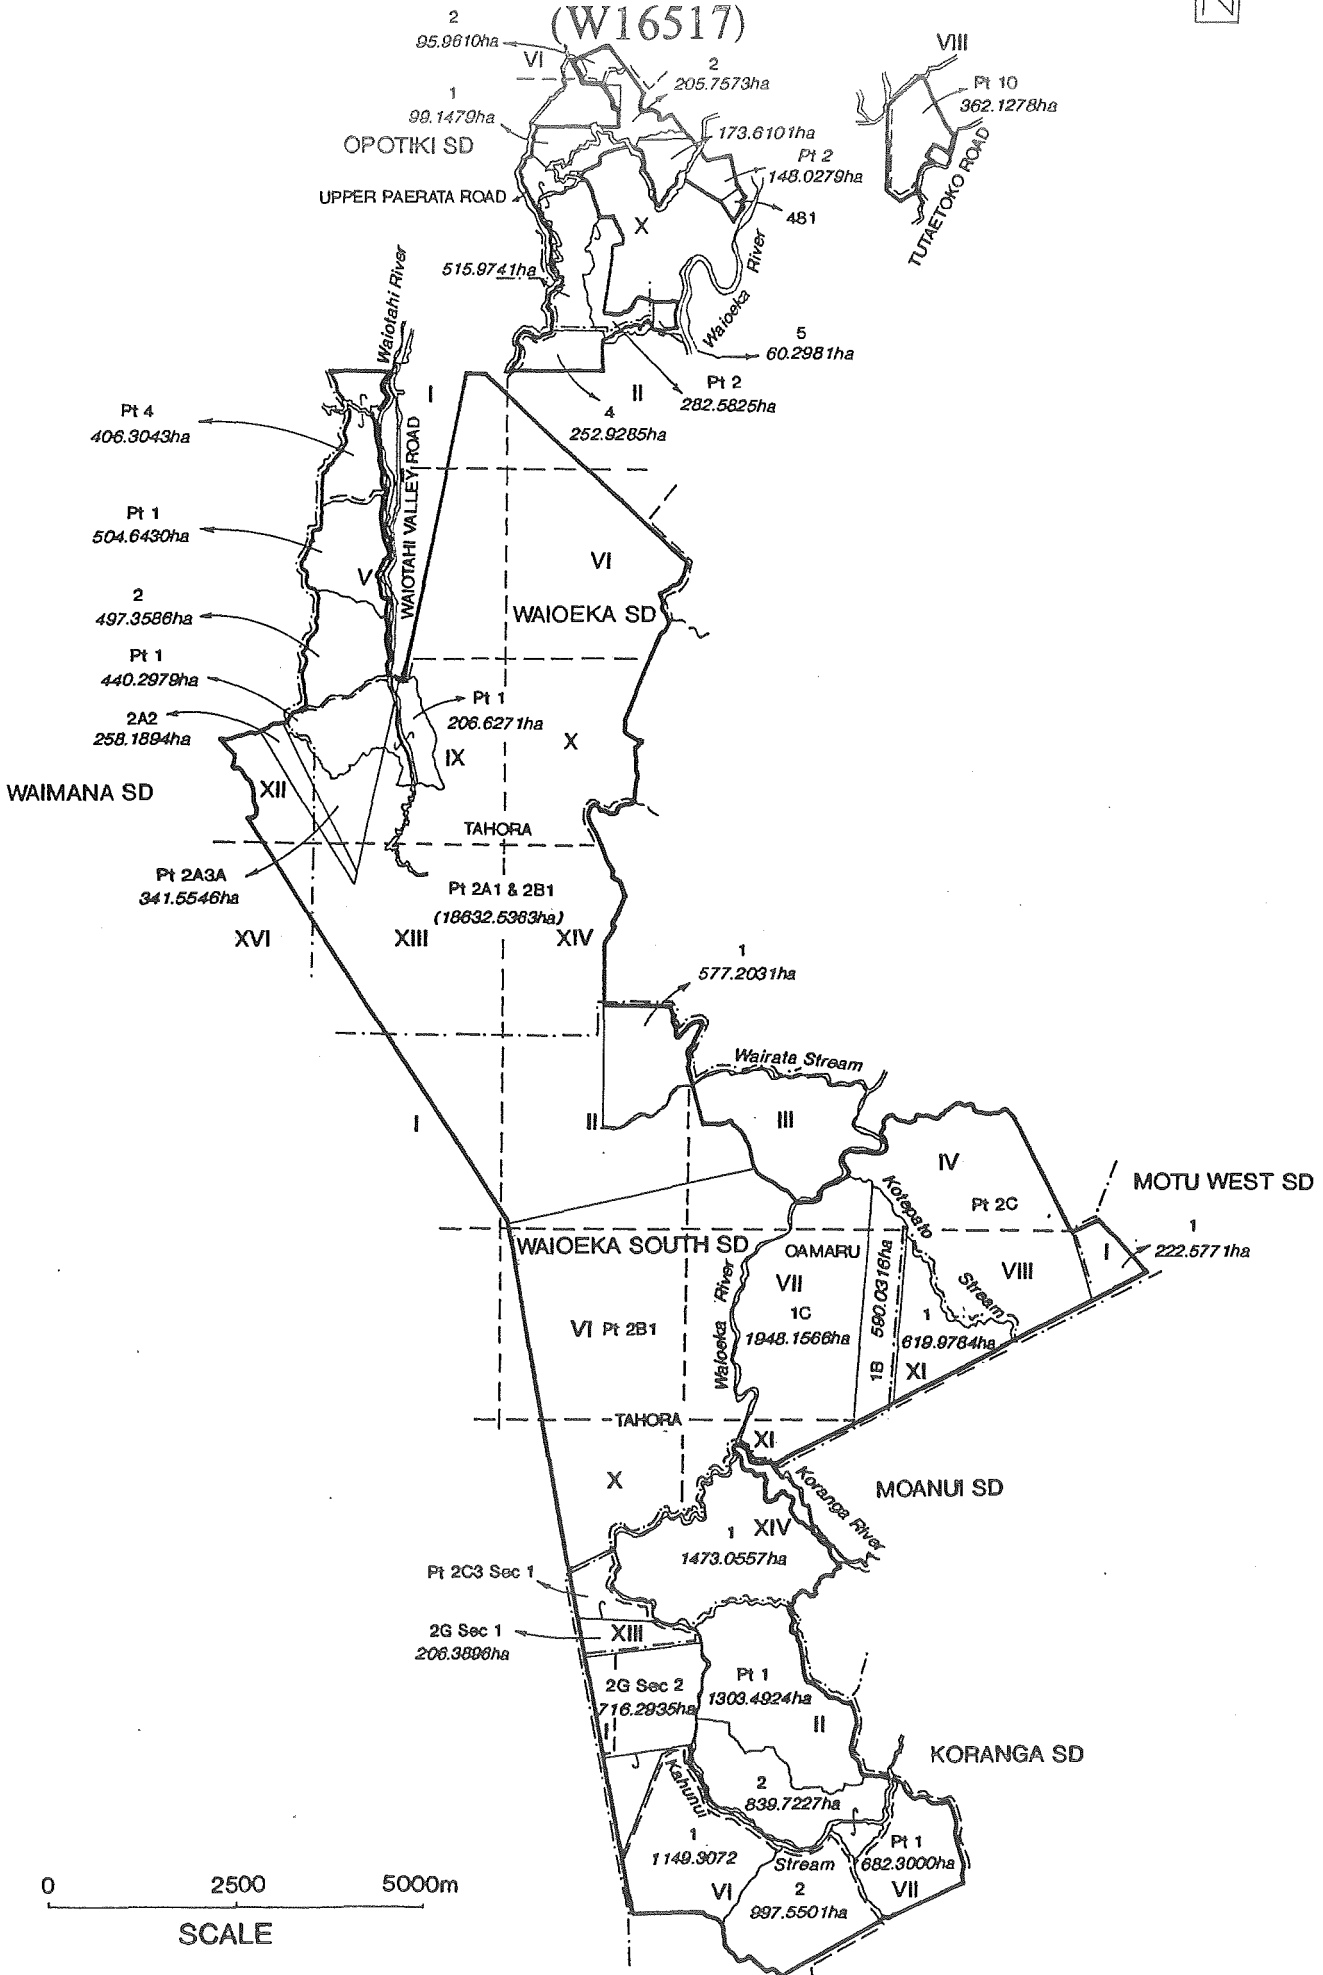 (W16517)
Z
2
95.9610ha
VI
2
205.7573ha
VIII
Pt 10
362.1278ha
1
99.1479ha
OPOTIKI SD
173.6101ha
Pt 2
148.0279ha
TUTAETOKO ROAD
UPPER PAERATA ROAD
481
X
515.9741ha
Waioeka River
Waiotahi River
5
60.2981ha
I
II
Pt 2
282.5825ha
Pt 4
406.3043ha
4
252.9285ha
WAIOTAHI VALLEY ROAD
Pt 1
504.6430ha
VI
V
2
497.3586ha
WAIOEKA SD
Pt 1
440.2979ha
Pt 1
206.6271ha
2A2
258.1894ha
X
IX
WAIMANA SD
XII
TAHORA
Pt 2A3A
341.5546ha
Pt 2A1 & 2B1
(18632.5363ha)
XVI
XIII
XIV
1
577.2031ha
Wairata Stream
I
II
III
IV
Kotepato Stream
MOTU WEST SD
Pt 2C
1
222.5771ha
WAIOEKA SOUTH SD
OAMARU
I
VII
VIII
VI Pt 2B1
Waioeka River
1C
1948.1566ha
1B 590.0316ha
1
619.9784ha
XI
TAHORA
XI
X
Koranga River
MOANUI SD
XIV
1
1473.0557ha
Pt 2C3 Sec 1
2G Sec 1
206.3896ha
XIII
Pt 1
1303.4924ha
2G Sec 2
716.2935ha
II
I
KORANGA SD
Kahunui Stream
2
839.7227ha
1
1149.3072
Pt 1
682.3000ha
VI
2
997.5501ha
VII
0 2500 5000m
SCALE